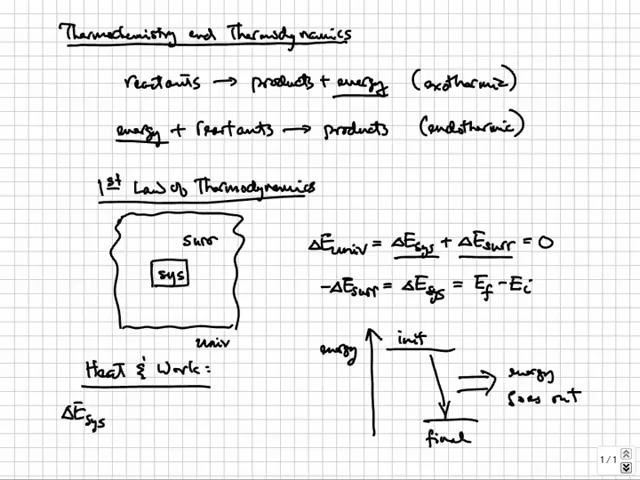 Thermochemistry and Thermodynamics
reactants → products + energy (exothermic)
energy + reactants → products (endothermic)
1st Law of Thermodynamics
surr
sys
univ
ΔEuniv = ΔEsys + ΔEsurr = 0
-ΔEsurr = ΔEsys = Ef - Ei
energy
init
energy
goes out
final
Heat & Work:
ΔEsys
1/1